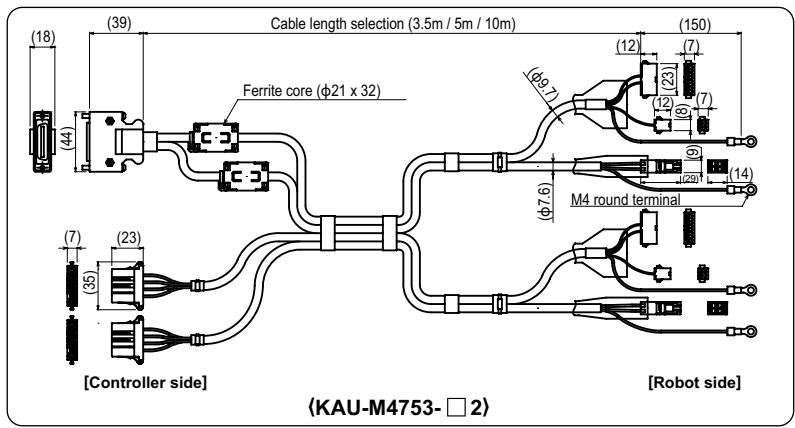 (39)
Cable length selection (3.5m / 5m / 10m)
(150)
(18)
(12)
(7)
Ferrite core (ϕ21 x 32)
(ϕ9.7)
(23)
(44)
(12)
(8)
(7)
(9)
(29)
(14)
(ϕ7.6)
M4 round terminal
(7)
(23)
(35)
[Controller side]
[Robot side]
⟨KAU-M4753- □ 2⟩